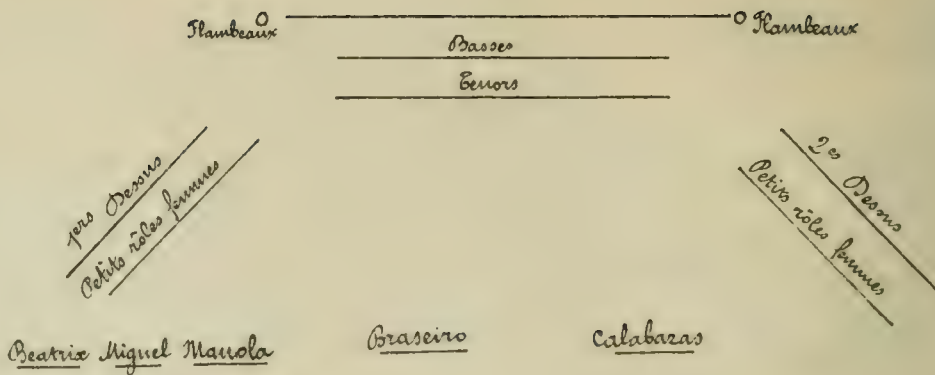 Flambeaux
Flambeaux
Basses
Tenors
1ers Dessus
Petits rôles femmes
2es Dessus
Petits rôles femmes
Beatrix Miguel Manola Braseiro Calabazas